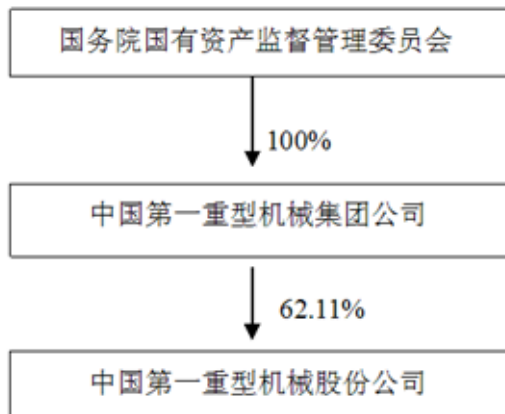 国务院国有资产监督管理委员会
100%
中国第一重型机械集团公司
62.11%
中国第一重型机械股份公司